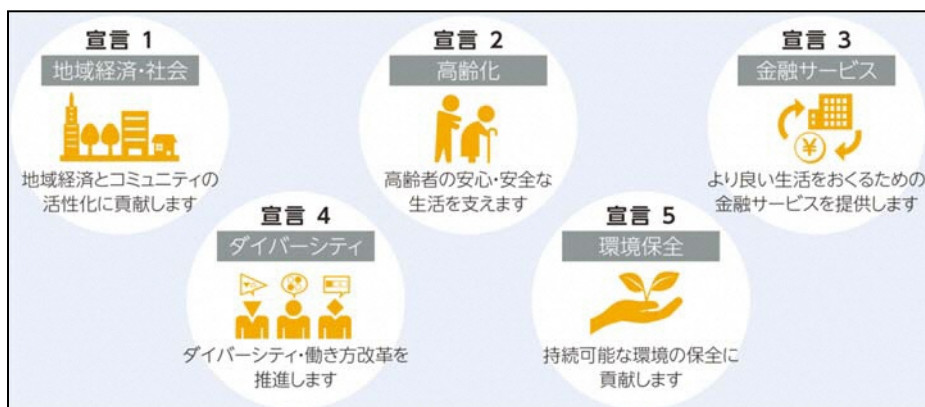 宣言 1
地域経済・社会
地域経済とコミュニティの
活性化に貢献します
宣言 2
高齢化
高齢者の安心・安全な
生活を支えます
宣言 3
金融サービス
¥
より良い生活をおくるための
金融サービスを提供します
宣言 4
ダイバーシティ
ダイバーシティ・働き方改革を
推進します
宣言 5
環境保全
持続可能な環境の保全に
貢献します